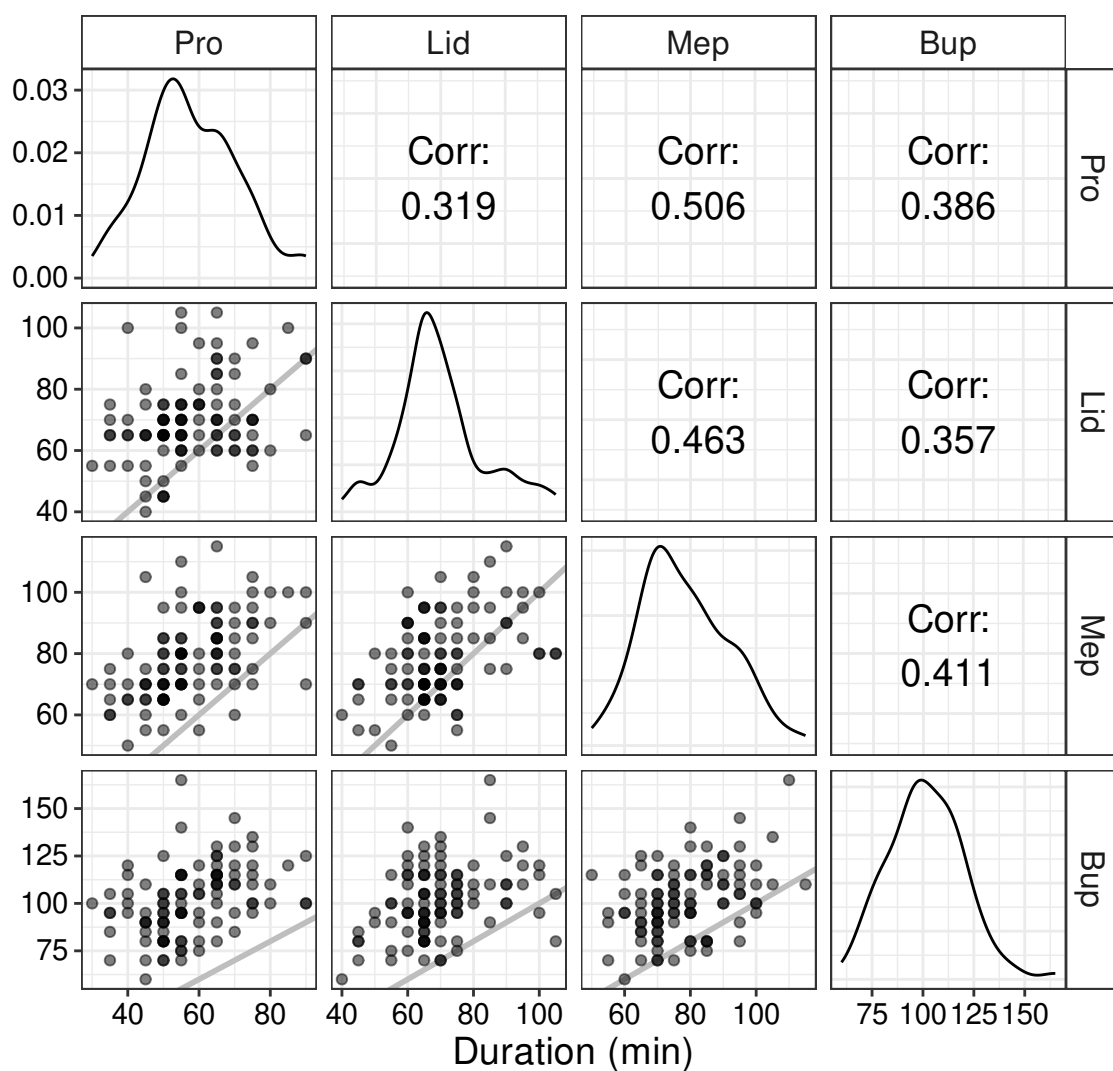 Pro Lid Mep Bup
0.03
0.02
0.01
0.00
Corr:
0.319
Corr:
0.506
Corr:
0.386
Pro
100
80
60
40
Corr:
0.463
Corr:
0.357
Lid
100
80
60
Corr:
0.411
Mep
150
125
100
75
Bup
40 60 80 40 60 80 100 60 80 100 75 100 125 150
Duration (min)